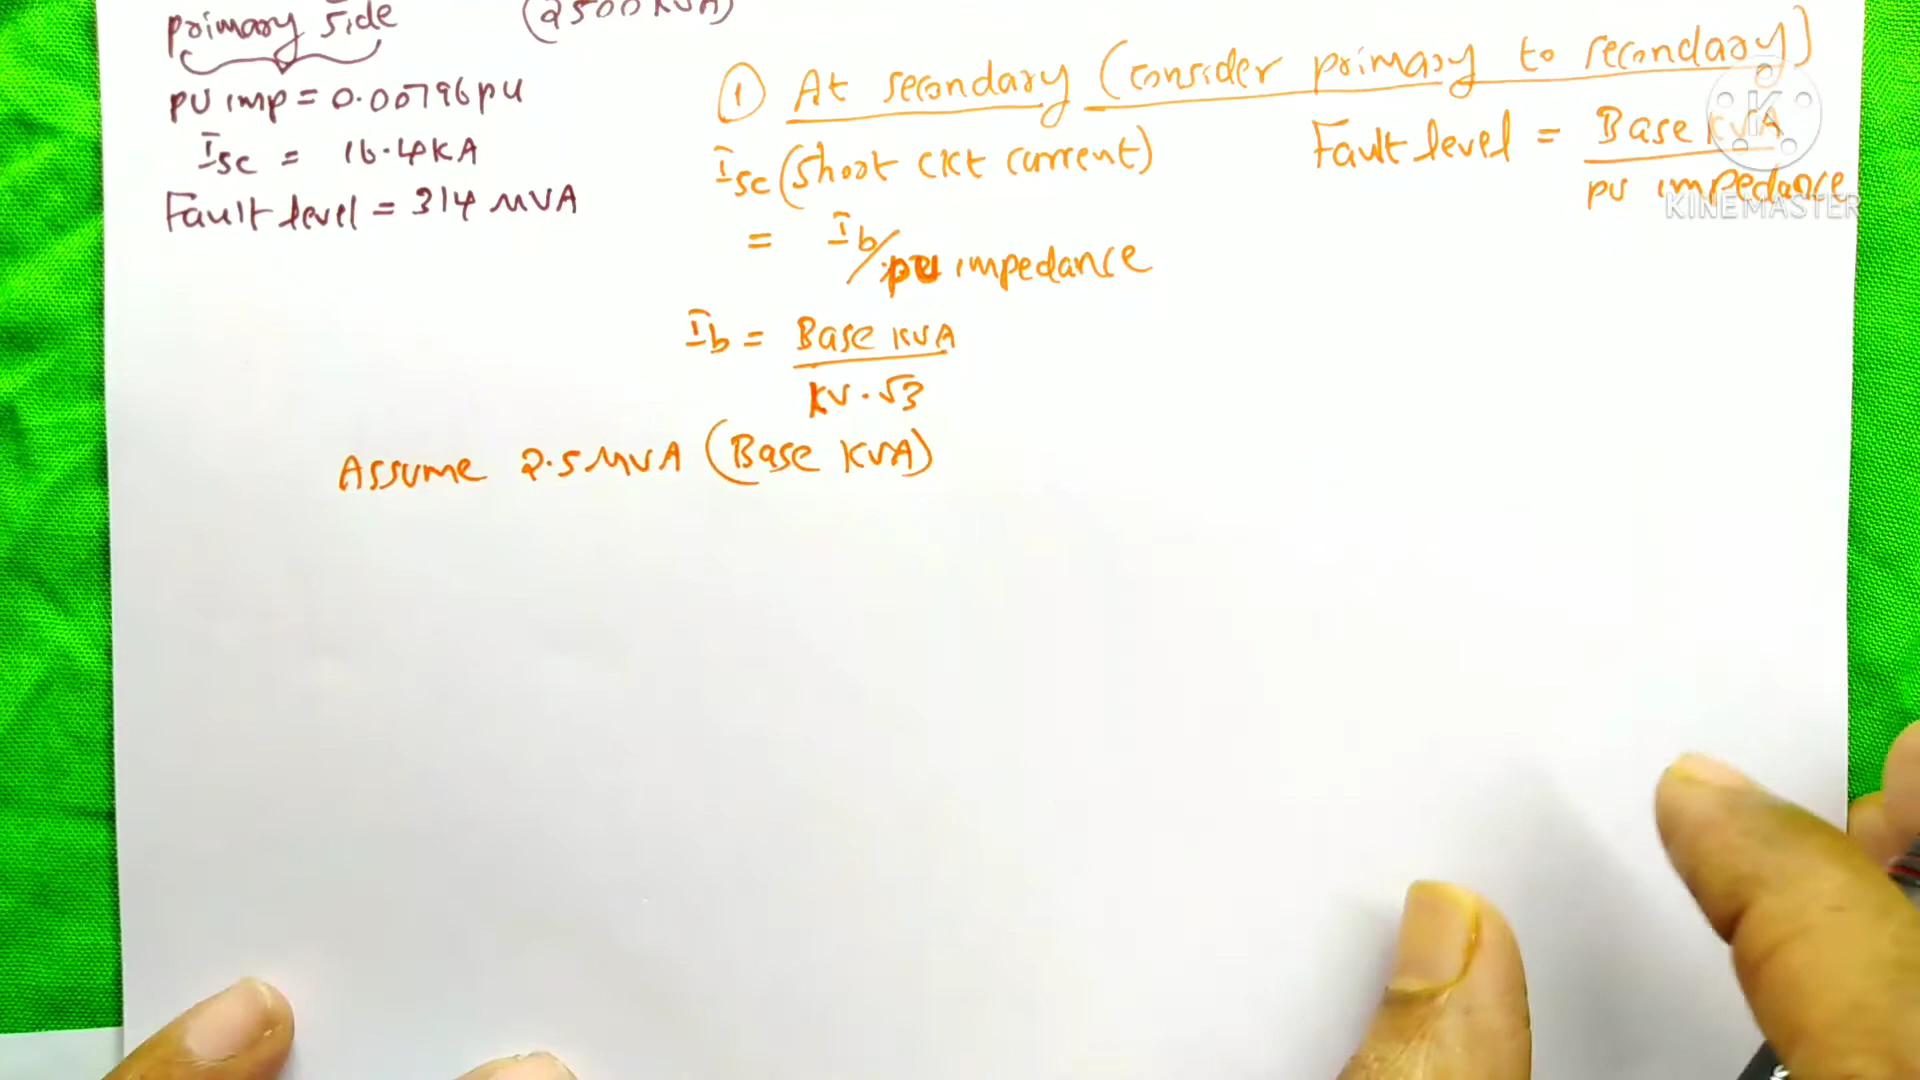 primary side
(2500 KVA)
PU imp = 0.00796 pu
Isc = 16.4KA
Fault level = 314 MVA
① At secondary (consider primary to secondary)
Isc (short ckt current)
= Ib/pu impedance
Fault level = Base KVA
pu impedance
KINEMASTER
Ib = Base KVA
KV.√3
Assume 2.5 MVA (Base KVA)